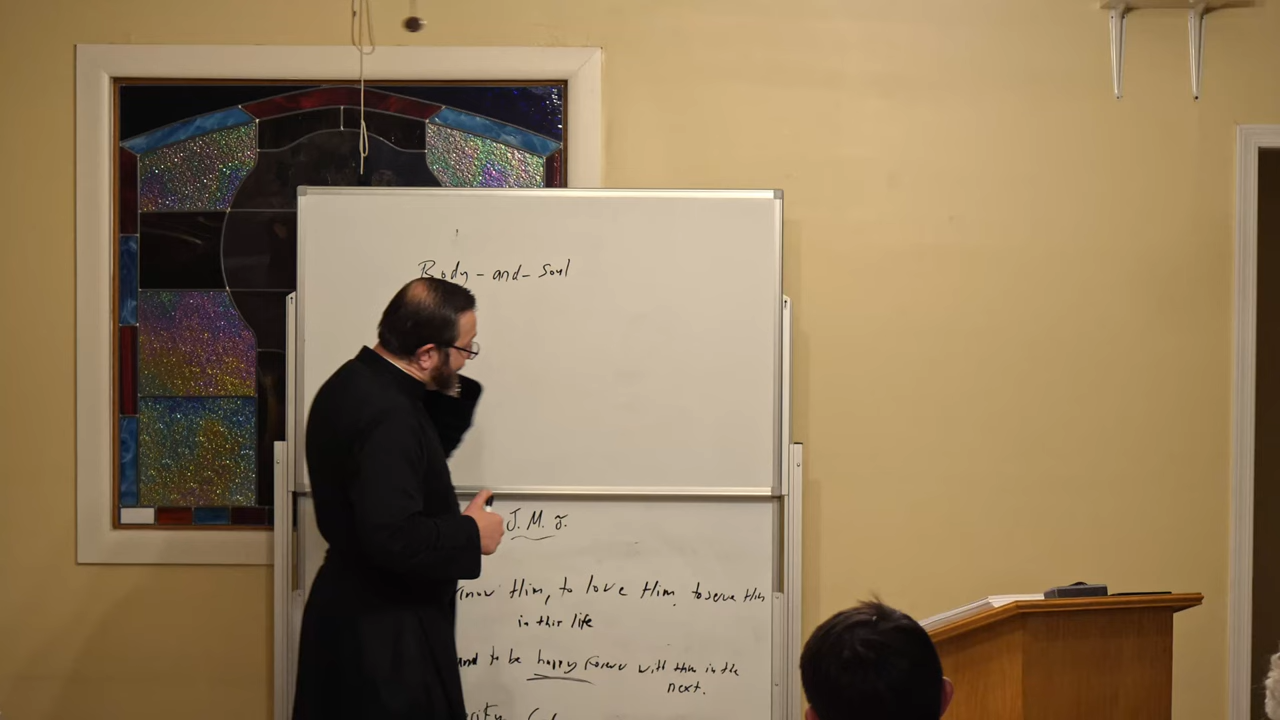 Body-and-Soul
J. M. J.
know Him, to love Him, to serve Him
in this life
and to be happy forever with Him in the
next.